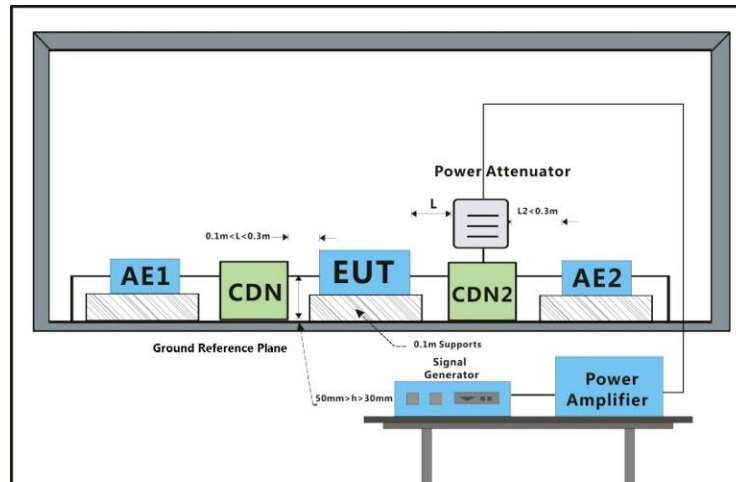 Power Attenuator
L
L2<0.3m
0.1m<L<0.3m
AE1
CDN
EUT
CDN2
AE2
Ground Reference Plane
0.1m Supports
Signal
Generator
50mm>h>30mm
Power
Amplifier